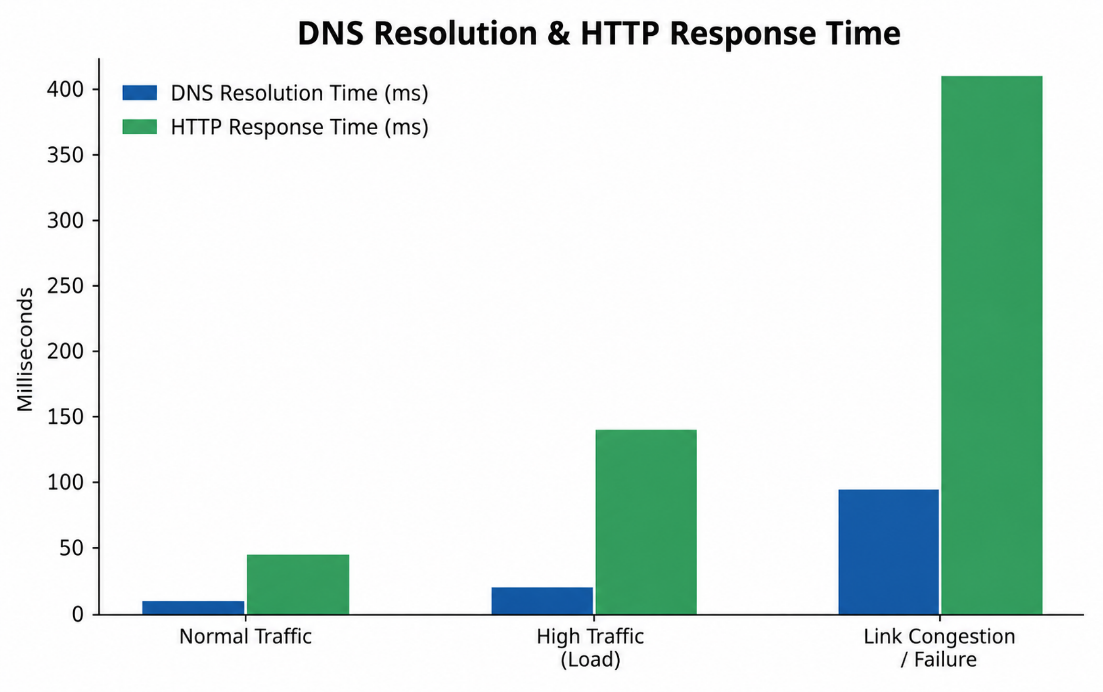 DNS Resolution & HTTP Response Time
DNS Resolution Time (ms)
HTTP Response Time (ms)
Milliseconds
400
350
300
250
200
150
100
50
0
Normal Traffic
High Traffic
(Load)
Link Congestion
/ Failure